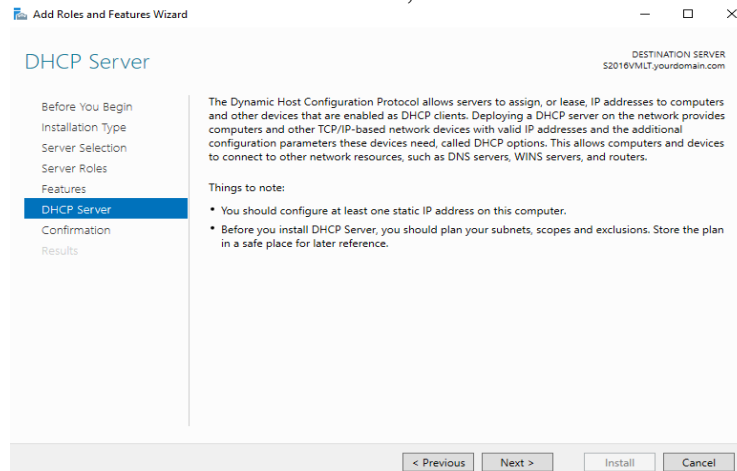 Add Roles and Features Wizard
DHCP Server
DESTINATION SERVER
S2016VMLT.yourdomain.com
Before You Begin
Installation Type
Server Selection
Server Roles
Features
DHCP Server
Confirmation
Results
The Dynamic Host Configuration Protocol allows servers to assign, or lease, IP addresses to computers
and other devices that are enabled as DHCP clients. Deploying a DHCP server on the network provides
computers and other TCP/IP-based network devices with valid IP addresses and the additional
configuration parameters these devices need, called DHCP options. This allows computers and devices
to connect to other network resources, such as DNS servers, WINS servers, and routers.
Things to note:
• You should configure at least one static IP address on this computer.
• Before you install DHCP Server, you should plan your subnets, scopes and exclusions. Store the plan
in a safe place for later reference.
< Previous
Next >
Install
Cancel